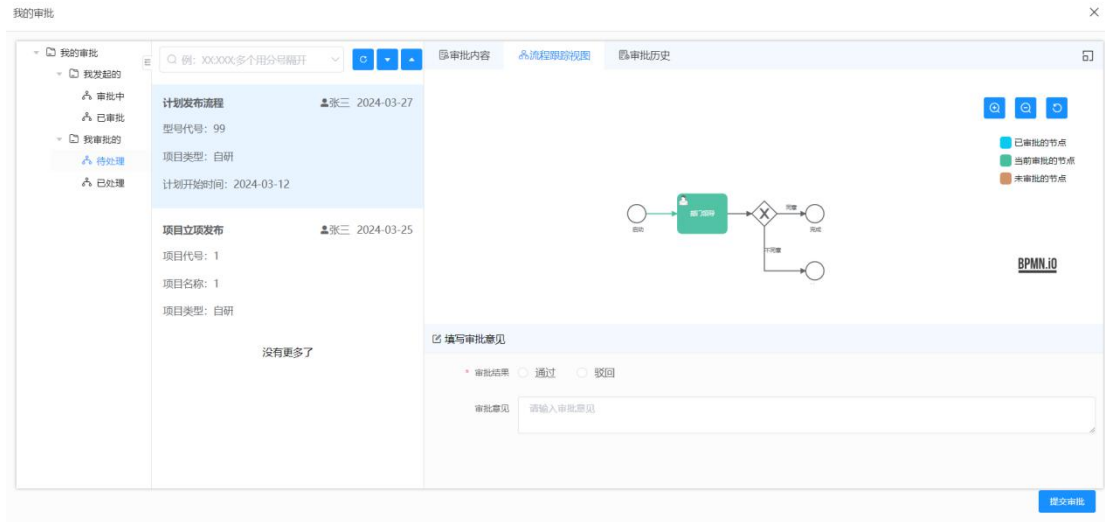 我的审批
我的审批
我发起的
审批中
已审批
我审批的
待处理
已处理
例：XX:XXX;多个用分号隔开
计划发布流程 张三 2024-03-27
型号代号：99
项目类型：自研
计划开始时间：2024-03-12
项目立项发布 张三 2024-03-25
项目代号：1
项目名称：1
项目类型：自研
没有更多了
审批内容 流程跟踪视图 审批历史
已审批的节点
当前审批的节点
未审批的节点
启动
部门领导
同意
完成
不同意
BPMN.iO
填写审批意见
* 审批结果 通过 驳回
审批意见 请输入审批意见
提交审批